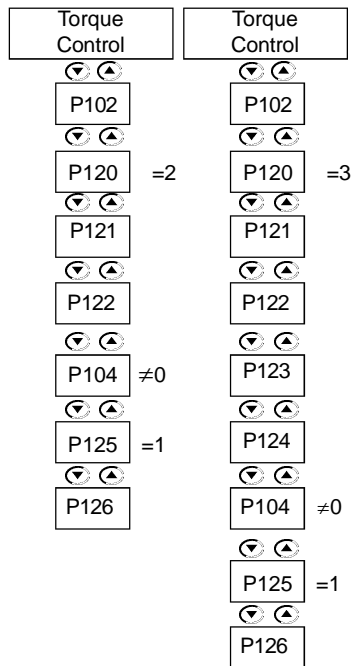 Torque
Control
P102
P120 =2
P121
P122
P104 ≠0
P125 =1
P126
Torque
Control
P102
P120 =3
P121
P122
P123
P124
P104 ≠0
P125 =1
P126